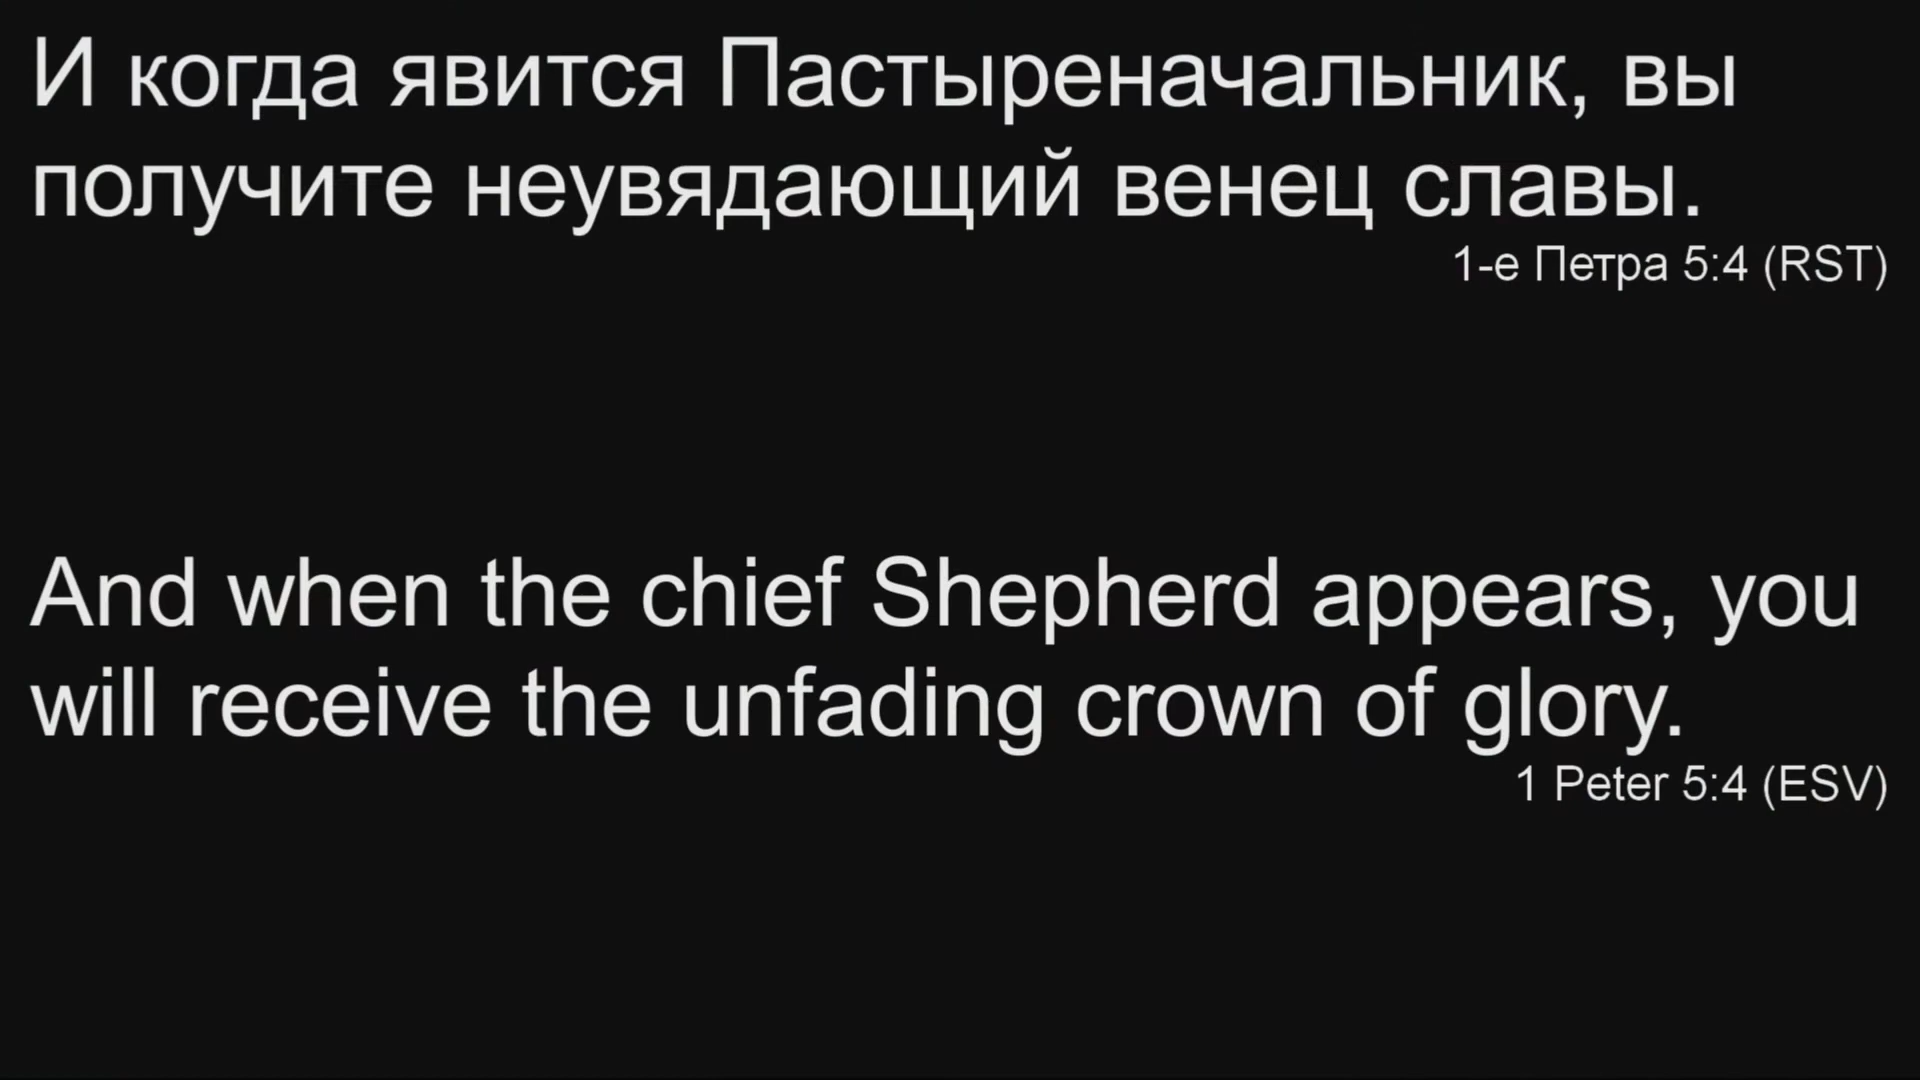 И когда явится Пастыреначальник, вы
получите неувядающий венец славы.
1-е Петра 5:4 (RST)
And when the chief Shepherd appears, you
will receive the unfading crown of glory.
1 Peter 5:4 (ESV)